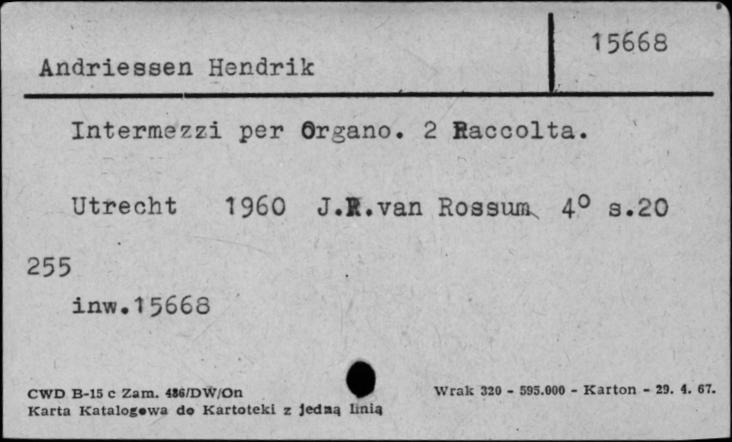 15668
Andriessen Hendrik
Intermezzi per Organo. 2 Raccolta.
Utrecht 1960 J.R.van Rossum 4° s.20
255
inw.15668
CWD B-15 c Zam. 486/DW/On
Wrak 320 - 595.000 - Karton - 29. 4. 67.
Karta Katalogowa do Kartoteki z jedną linią